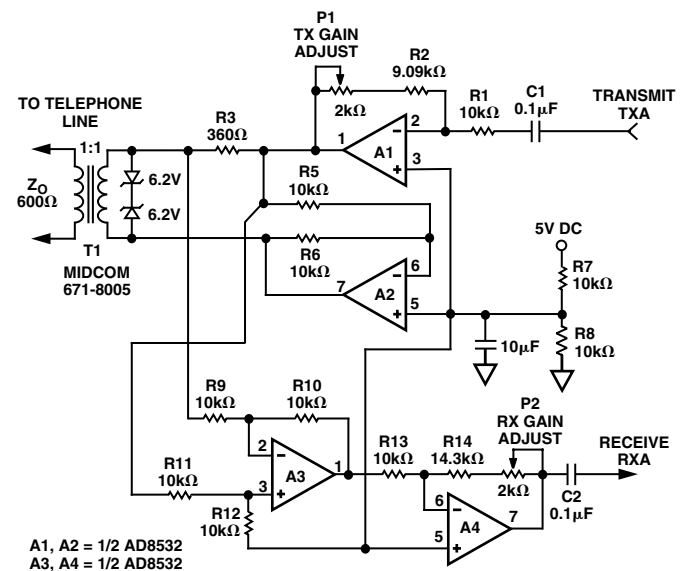 P1
TX GAIN
ADJUST
R2
9.09kΩ
2kΩ
R1
10kΩ
C1
0.1μF
TRANSMIT
TXA
TO TELEPHONE
LINE
1:1
ZO
600Ω
6.2V
6.2V
T1
MIDCOM
671-8005
R3
360Ω
1
A1
2
3
R5
10kΩ
R6
10kΩ
7
A2
6
5
5V DC
R7
10kΩ
R8
10kΩ
10μF
R9
10kΩ
R10
10kΩ
R11
10kΩ
R12
10kΩ
2
3
A3
1
R13
10kΩ
R14
14.3kΩ
P2
RX GAIN
ADJUST
2kΩ
RECEIVE
RXA
C2
0.1μF
6
5
A4
7
A1, A2 = 1/2 AD8532
A3, A4 = 1/2 AD8532